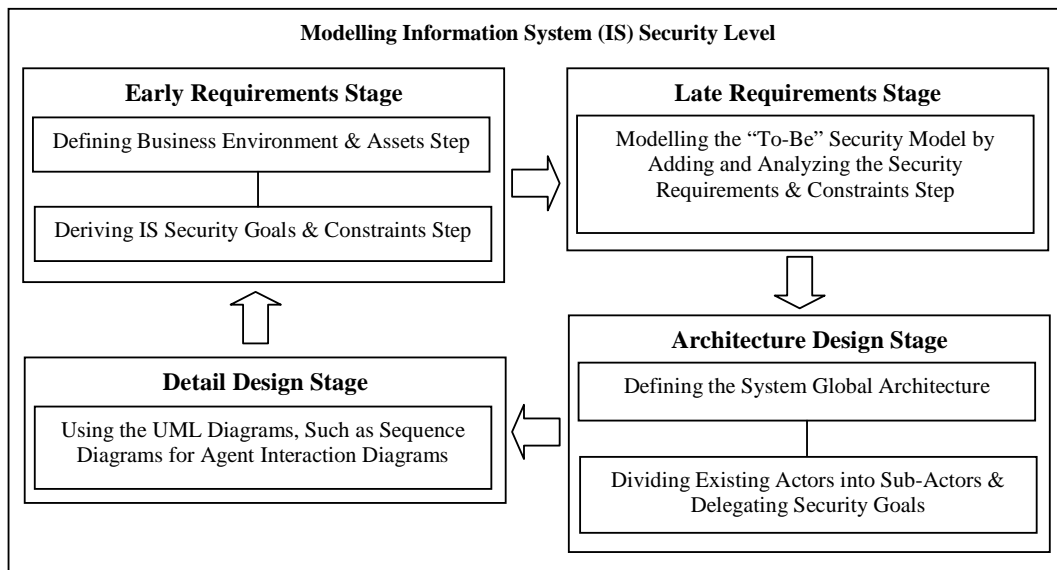 Modelling Information System (IS) Security Level
Early Requirements Stage
Defining Business Environment & Assets Step
Deriving IS Security Goals & Constraints Step
Late Requirements Stage
Modelling the “To-Be” Security Model by
Adding and Analyzing the Security
Requirements & Constraints Step
Architecture Design Stage
Defining the System Global Architecture
Dividing Existing Actors into Sub-Actors &
Delegating Security Goals
Detail Design Stage
Using the UML Diagrams, Such as Sequence
Diagrams for Agent Interaction Diagrams